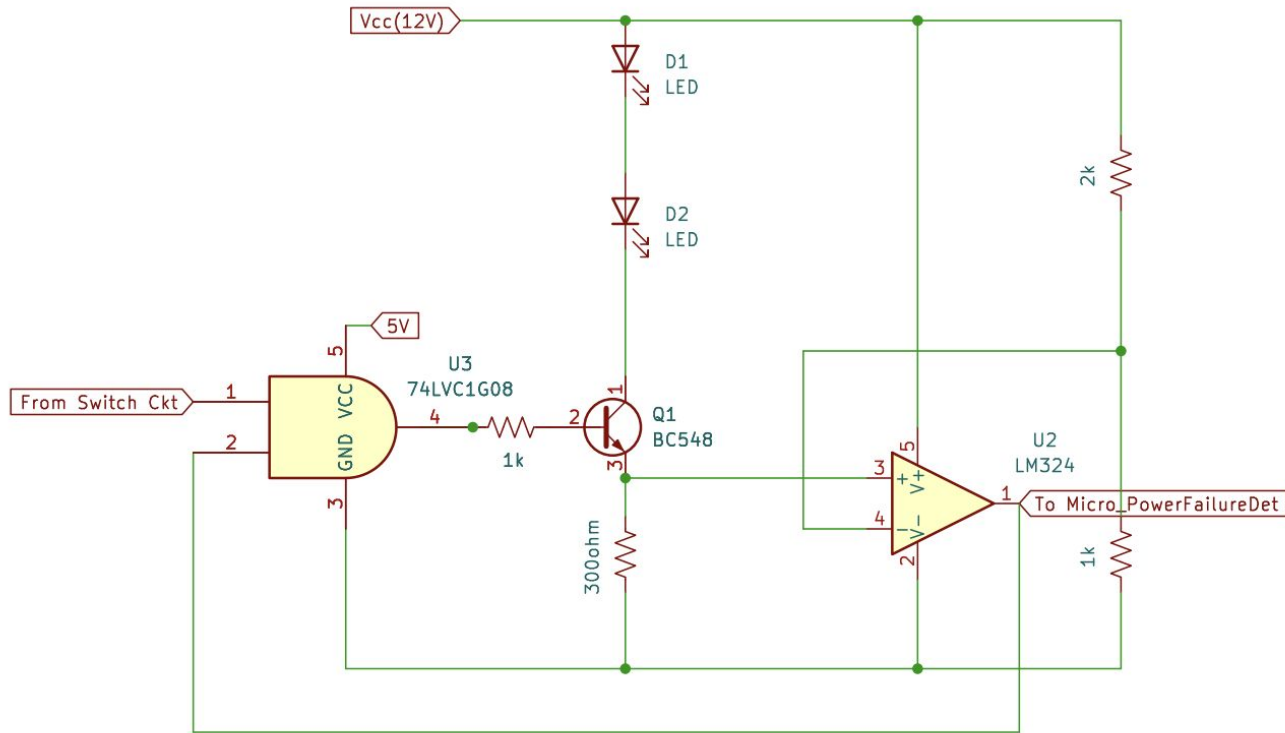 Vcc(12V)
D1
LED
2k
D2
LED
5V
5
U3
74LVC1G08
From Switch Ckt
1
VCC
4
1
2
Q1
BC548
2
GND
1k
3
3
5
U2
LM324
3
+
V+
1
To Micro_PowerFailureDet
4
-
V-
2
300ohm
1k